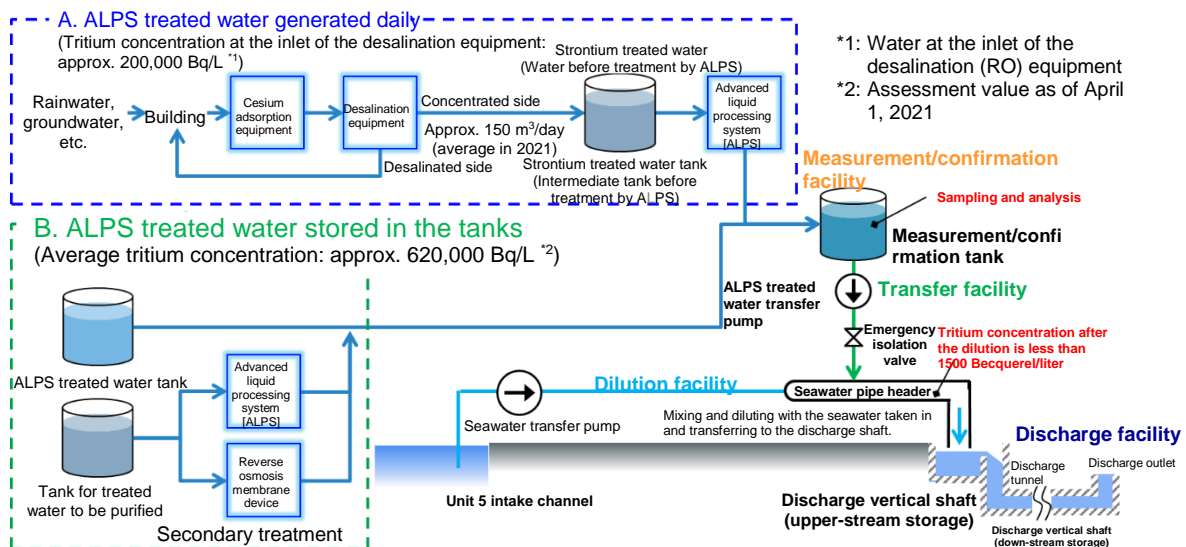 A. ALPS treated water generated daily
(Tritium concentration at the inlet of the desalination equipment:
approx. 200,000 Bq/L *1)
Rainwater,
groundwater,
etc.
Building
Cesium
adsorption
equipment
Desalination
equipment
Concentrated side
Approx. 150 m3/day
(average in 2021)
Desalinated side
Strontium treated water
(Water before treatment by ALPS)
Strontium treated water tank
(Intermediate tank before
treatment by ALPS)
Advanced
liquid
processing
system
[ALPS]
*1: Water at the inlet of the
desalination (RO) equipment
*2: Assessment value as of April
1, 2021
Measurement/confirmation
facility
Sampling and analysis
Measurement/confi
rmation tank
B. ALPS treated water stored in the tanks
(Average tritium concentration: approx. 620,000 Bq/L *2)
ALPS treated water tank
Tank for treated
water to be purified
Advanced
liquid
processing
system
[ALPS]
Reverse
osmosis
membrane
device
Secondary treatment
ALPS treated
water transfer
pump
Transfer facility
Emergency
isolation
valve
Tritium concentration after
the dilution is less than
1500 Becquerel/liter
Dilution facility
Seawater pipe header
Seawater transfer pump
Mixing and diluting with the seawater taken in
and transferring to the discharge shaft.
Unit 5 intake channel
Discharge facility
Discharge
tunnel
Discharge outlet
Discharge vertical shaft
(upper-stream storage)
Discharge vertical shaft
(down-stream storage)